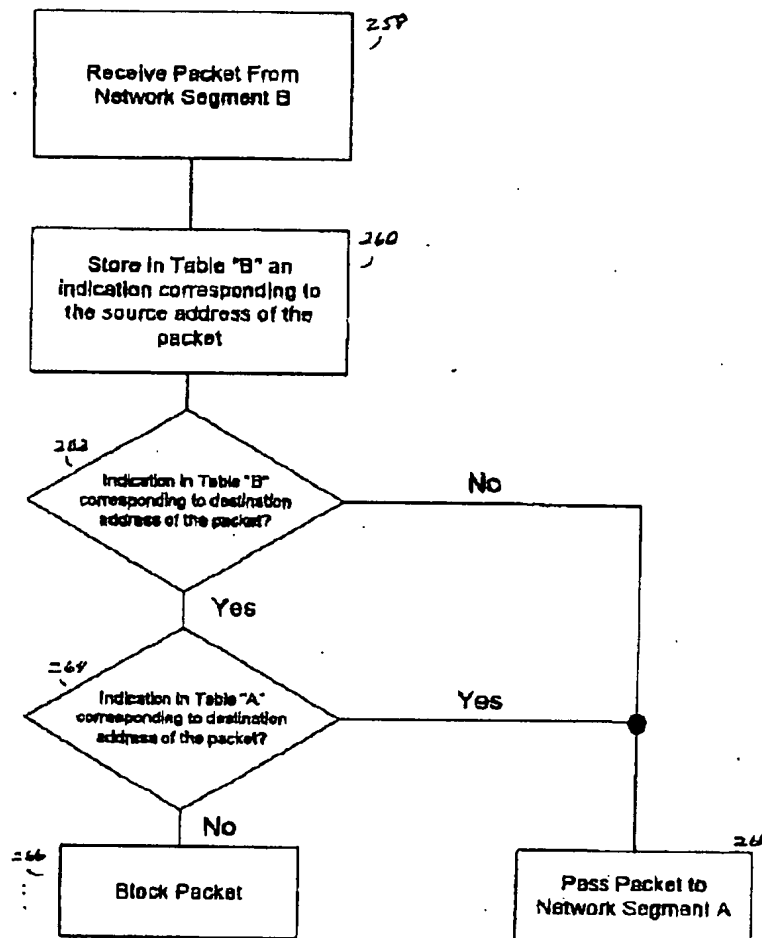 258
Receive Packet From
Network Segment B
260
Store in Table "B" an
indication corresponding to
the source address of the
packet
Indication in Table "B"
corresponding to destination
address of the packet?
No
Yes
264
Indication in Table "A"
corresponding to destination
address of the packet?
Yes
No
266
Block Packet
26
Pass Packet to
Network Segment A